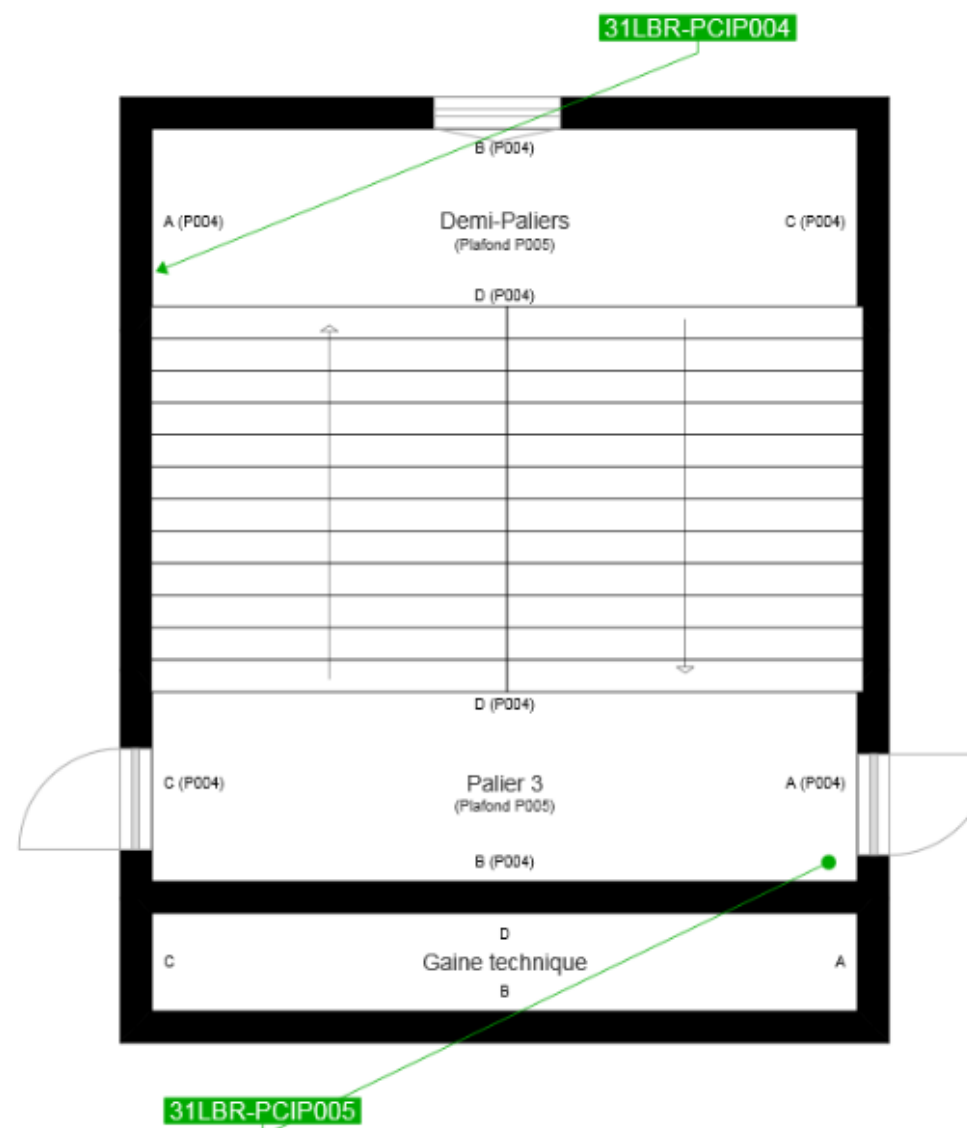 31LBR-PCIP004
B (P004)
A (P004)
Demi-Paliers
C (P004)
(Plafond P005)
D (P004)
D (P004)
C (P004)
Palier 3
A (P004)
(Plafond P005)
B (P004)
D
C
Gaine technique
A
B
31LBR-PCIP005